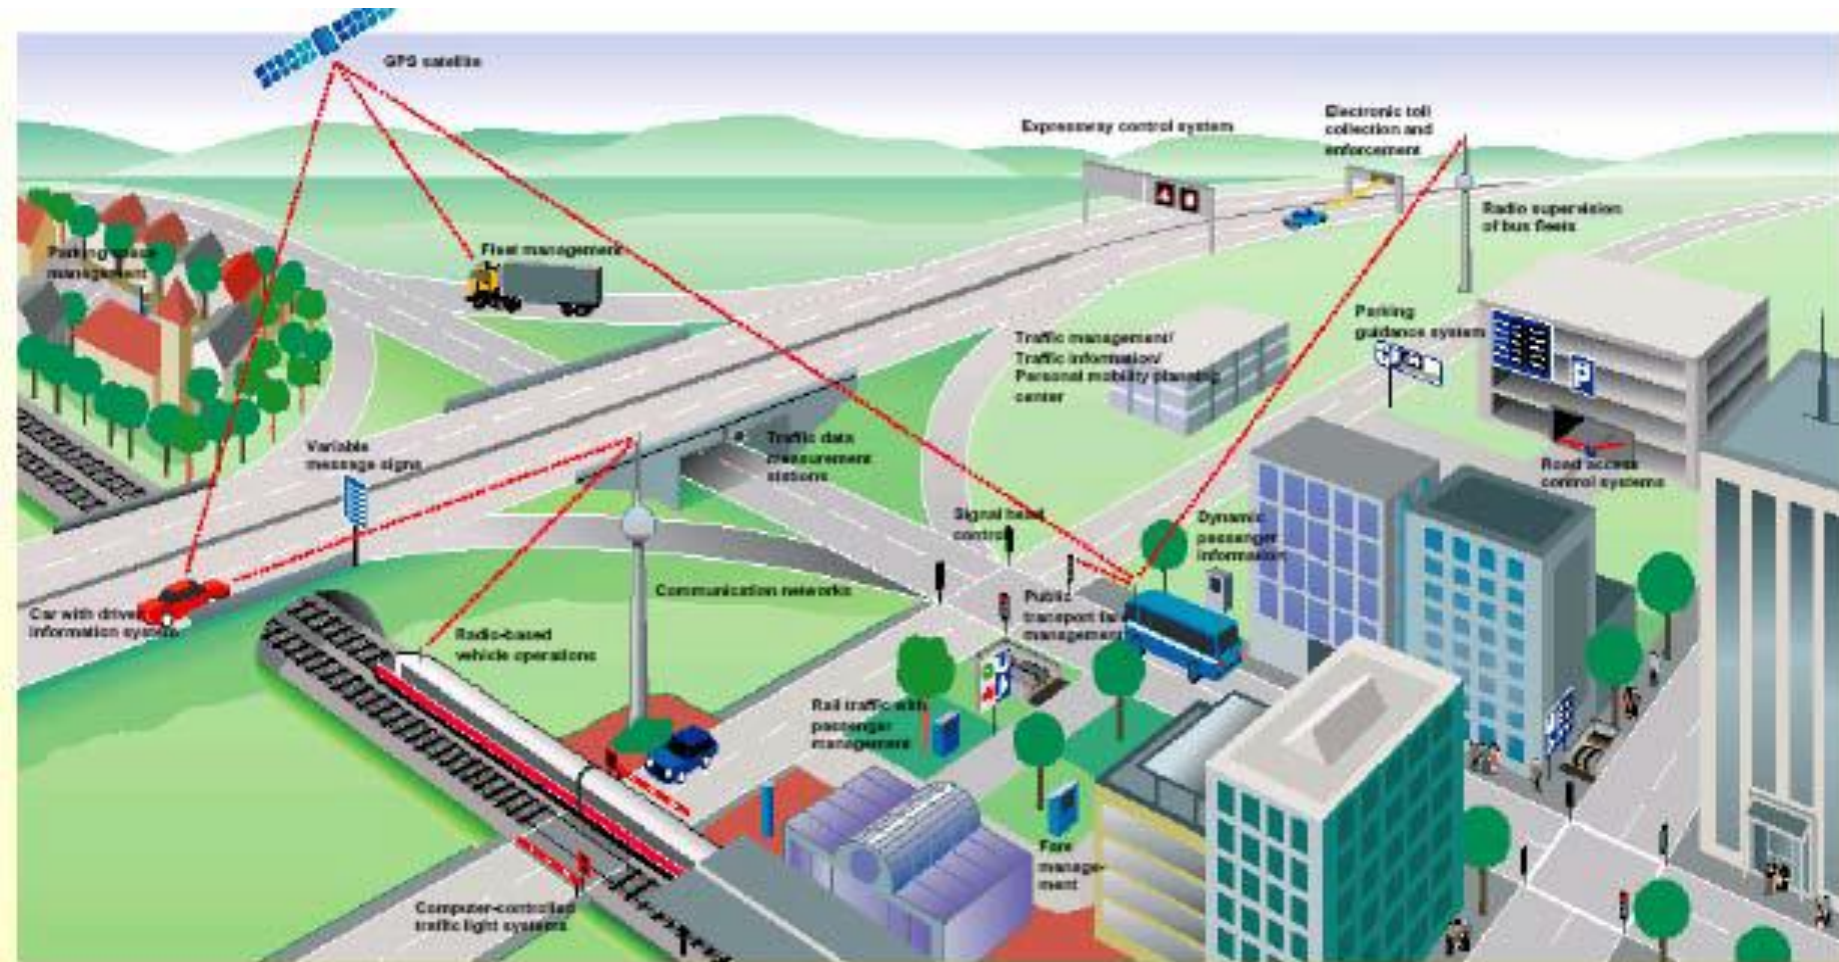 GPS satellite
Expressway control system
Electronic toll
collection and
enforcement
Radio supervision
of bus fleets
Parking space
management
Fleet management
Parking
guidance system
Traffic management/
Traffic information/
Personal mobility planning
center
Variable
message signs
Traffic data
measurement
stations
Road access
control systems
Signal head
control
Dynamic
passenger
information
Communication networks
Car with driver
information system
Public
transport fare
management
Radio-based
vehicle operations
Rail traffic with
passenger
management
Fare
manage-
ment
Computer-controlled
traffic light systems
P